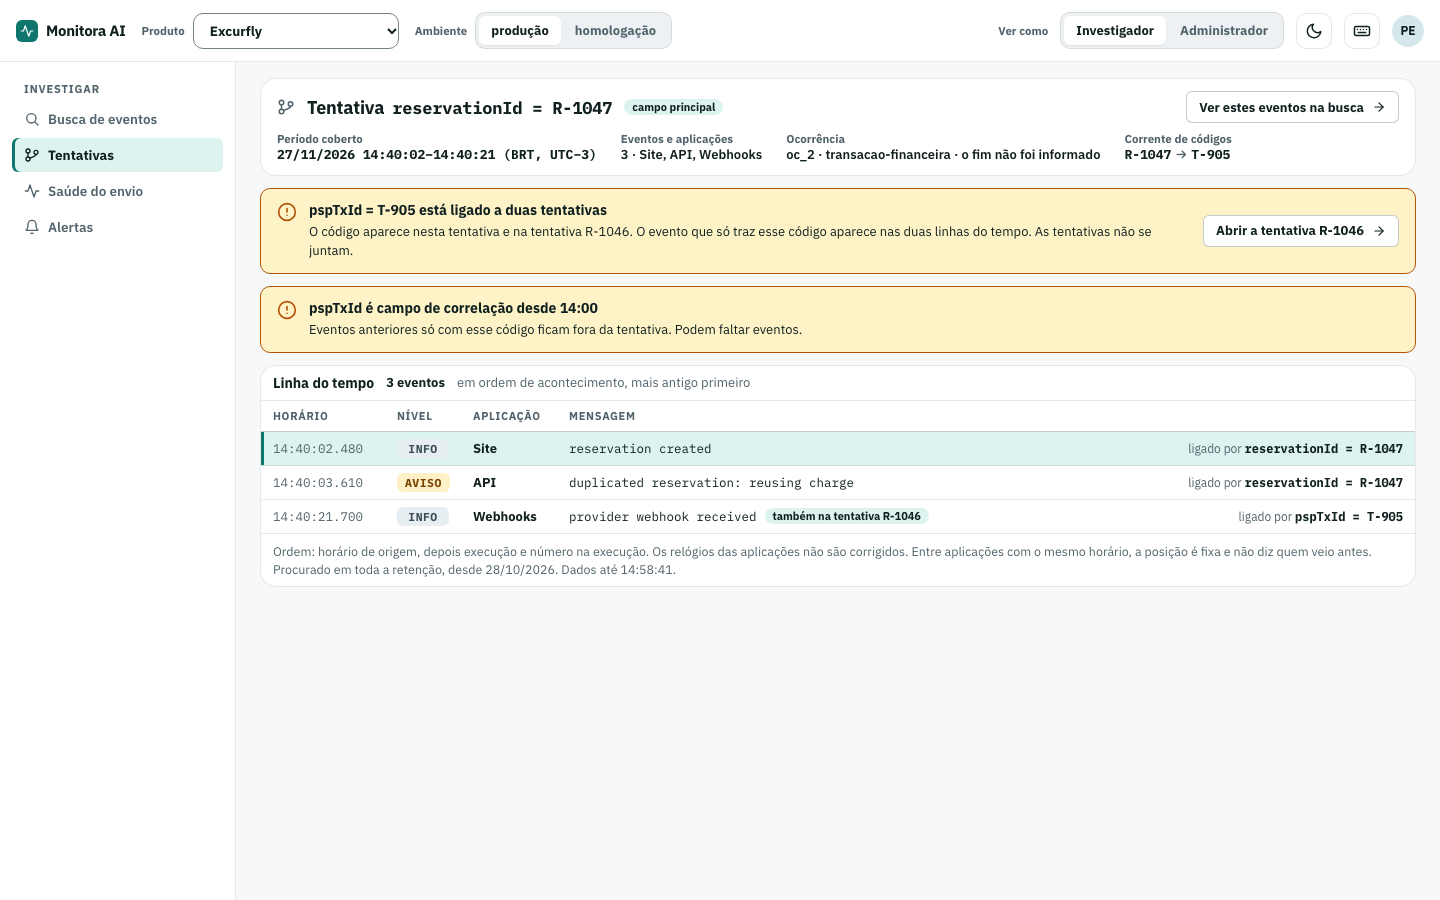 Monitora AI
Produto
Excurfly
Ambiente
produção
homologação
Ver como
Investigador
Administrador
PE
INVESTIGAR
Busca de eventos
Tentativas
Saúde do envio
Alertas
Tentativa reservationId = R-1047
campo principal
Ver estes eventos na busca →
Período coberto
27/11/2026 14:40:02–14:40:21 (BRT, UTC−3)
Eventos e aplicações
3 · Site, API, Webhooks
Ocorrência
oc_2 · transacao-financeira · o fim não foi informado
Corrente de códigos
R-1047 → T-905
pspTxId = T-905 está ligado a duas tentativas
O código aparece nesta tentativa e na tentativa R-1046. O evento que só traz esse código aparece nas duas linhas do tempo. As tentativas não se
juntam.
Abrir a tentativa R-1046 →
pspTxId é campo de correlação desde 14:00
Eventos anteriores só com esse código ficam fora da tentativa. Podem faltar eventos.
Linha do tempo 3 eventos em ordem de acontecimento, mais antigo primeiro
HORÁRIO NÍVEL APLICAÇÃO MENSAGEM
14:40:02.480 INFO Site reservation created ligado por reservationId = R-1047
14:40:03.610 AVISO API duplicated reservation: reusing charge ligado por reservationId = R-1047
14:40:21.700 INFO Webhooks provider webhook received também na tentativa R-1046 ligado por pspTxId = T-905
Ordem: horário de origem, depois execução e número na execução. Os relógios das aplicações não são corrigidos. Entre aplicações com o mesmo horário, a posição é fixa e não diz quem veio antes.
Procurado em toda a retenção, desde 28/10/2026. Dados até 14:58:41.